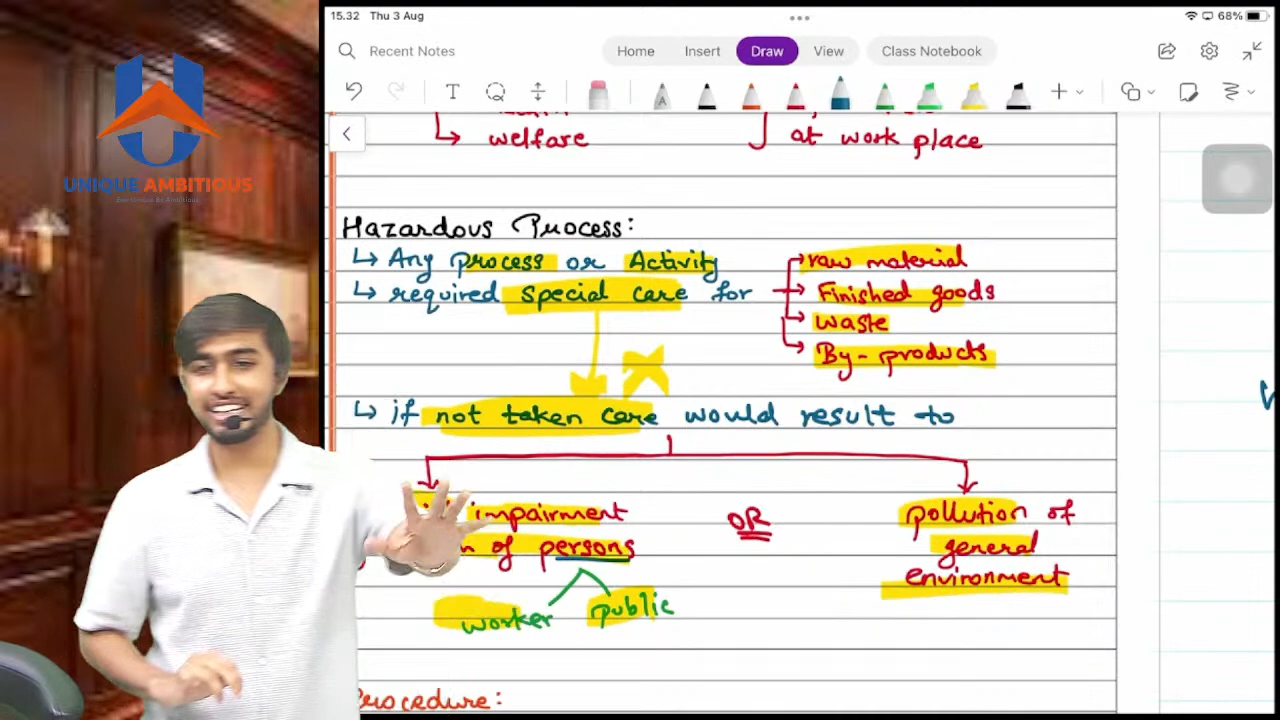 15.32 Thu 3 Aug
68%
Recent Notes
Home Insert Draw View Class Notebook
UNIQUE AMBITIOUS
↳ welfare
at work place
Hazardous Process:
↳ Any process or Activity
↳ required special care for
→ raw material
→ Finished goods
→ waste
→ By-products
↳ if not taken care would result to
impairment
of persons
OR
pollution of
general
environment
worker
public
Procedure: